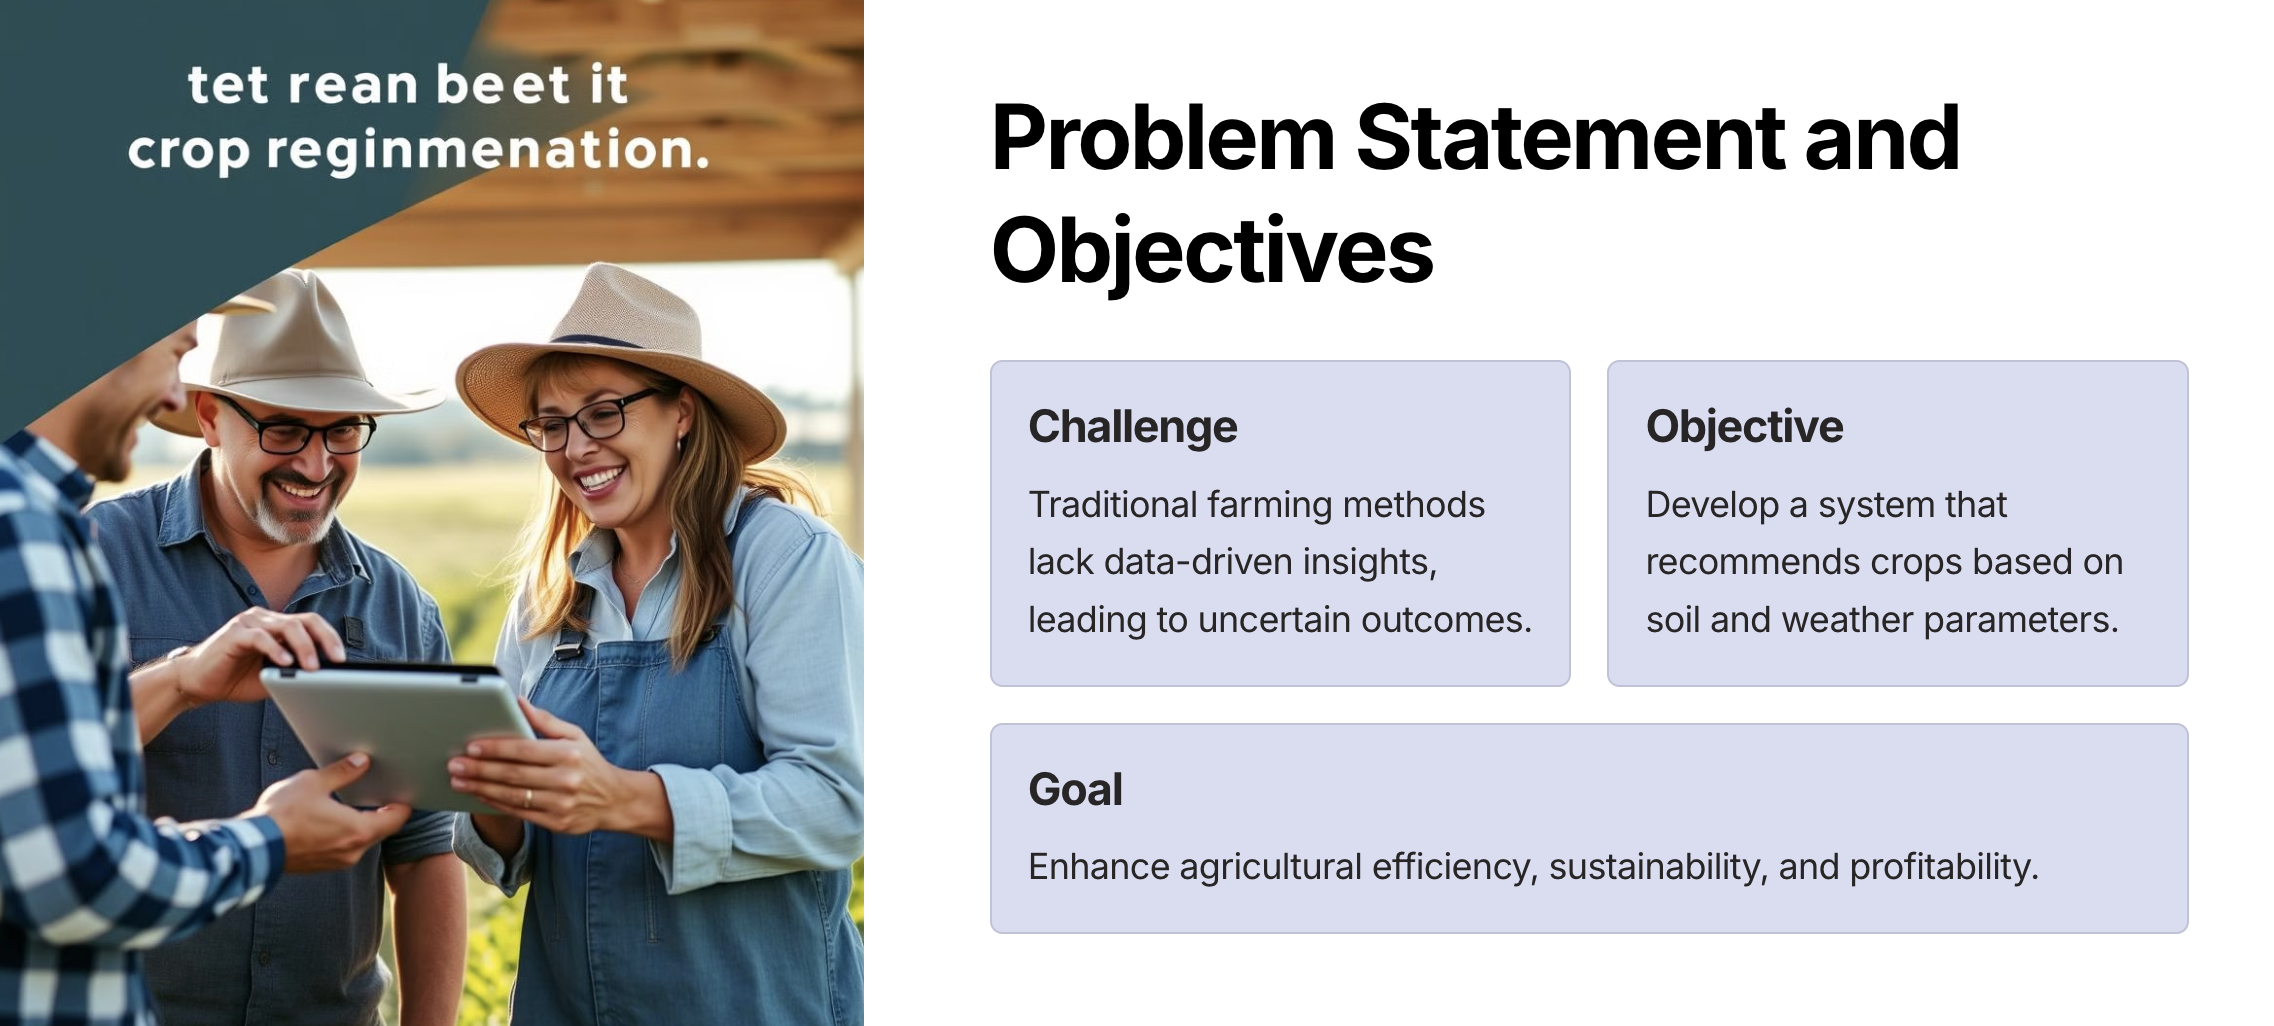 tet rean beet it
crop reginmenation.
Problem Statement and
Objectives
Challenge
Traditional farming methods
lack data-driven insights,
leading to uncertain outcomes.
Objective
Develop a system that
recommends crops based on
soil and weather parameters.
Goal
Enhance agricultural efficiency, sustainability, and profitability.